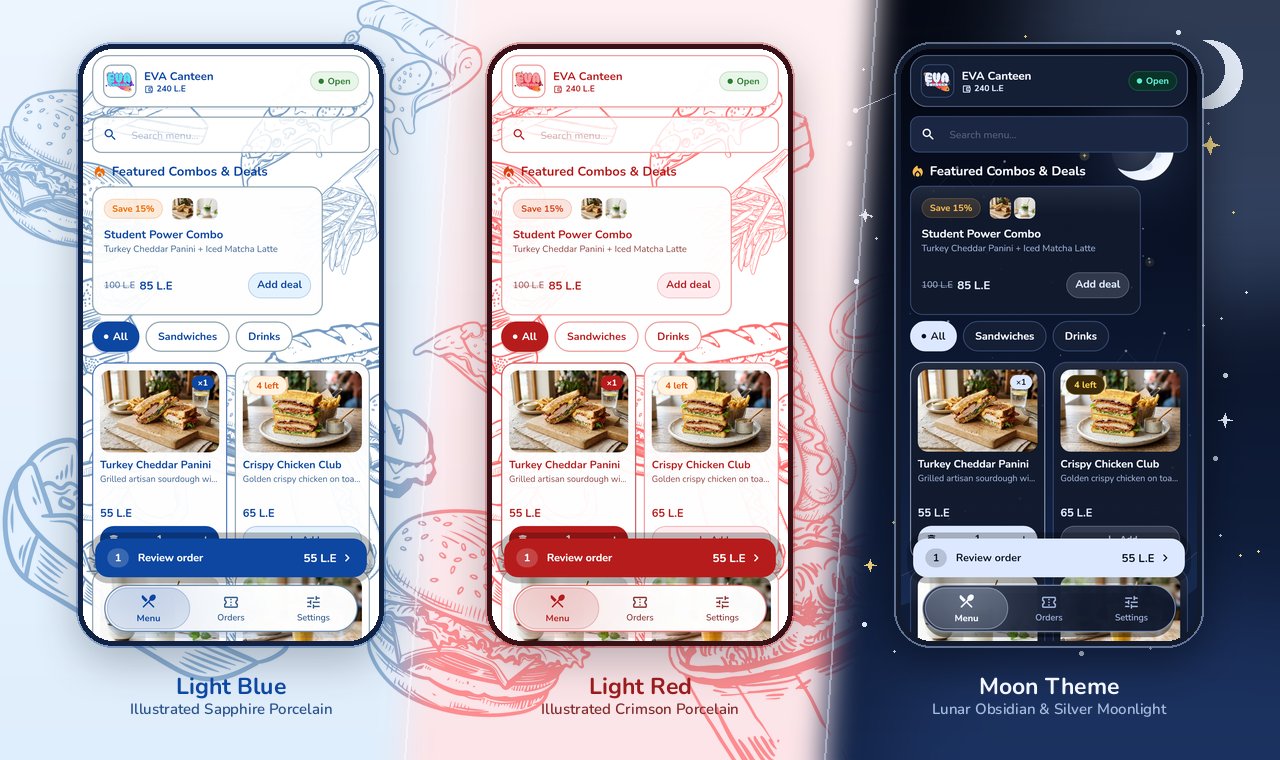 EVA
EVA Canteen
240 L.E
Open
Search menu...
Featured Combos & Deals
Save 15%
Student Power Combo
Turkey Cheddar Panini + Iced Matcha Latte
100 L.E 85 L.E
Add deal
All
Sandwiches
Drinks
×1
4 left
Turkey Cheddar Panini
Crispy Chicken Club
Grilled artisan sourdough wi...
Golden crispy chicken on toa...
55 L.E
65 L.E
1 Review order 55 L.E
Menu
Orders
Settings
Light Blue
Illustrated Sapphire Porcelain
EVA
EVA Canteen
240 L.E
Open
Search menu...
Featured Combos & Deals
Save 15%
Student Power Combo
Turkey Cheddar Panini + Iced Matcha Latte
100 L.E 85 L.E
Add deal
All
Sandwiches
Drinks
×1
4 left
Turkey Cheddar Panini
Crispy Chicken Club
Grilled artisan sourdough wi...
Golden crispy chicken on toa...
55 L.E
65 L.E
1 Review order 55 L.E
Menu
Orders
Settings
Light Red
Illustrated Crimson Porcelain
EVA
EVA Canteen
240 L.E
Open
Search menu...
Featured Combos & Deals
Save 15%
Student Power Combo
Turkey Cheddar Panini + Iced Matcha Latte
100 L.E 85 L.E
Add deal
All
Sandwiches
Drinks
×1
4 left
Turkey Cheddar Panini
Crispy Chicken Club
Grilled artisan sourdough wi...
Golden crispy chicken on toa...
55 L.E
65 L.E
1 Review order 55 L.E
Menu
Orders
Settings
Moon Theme
Lunar Obsidian & Silver Moonlight